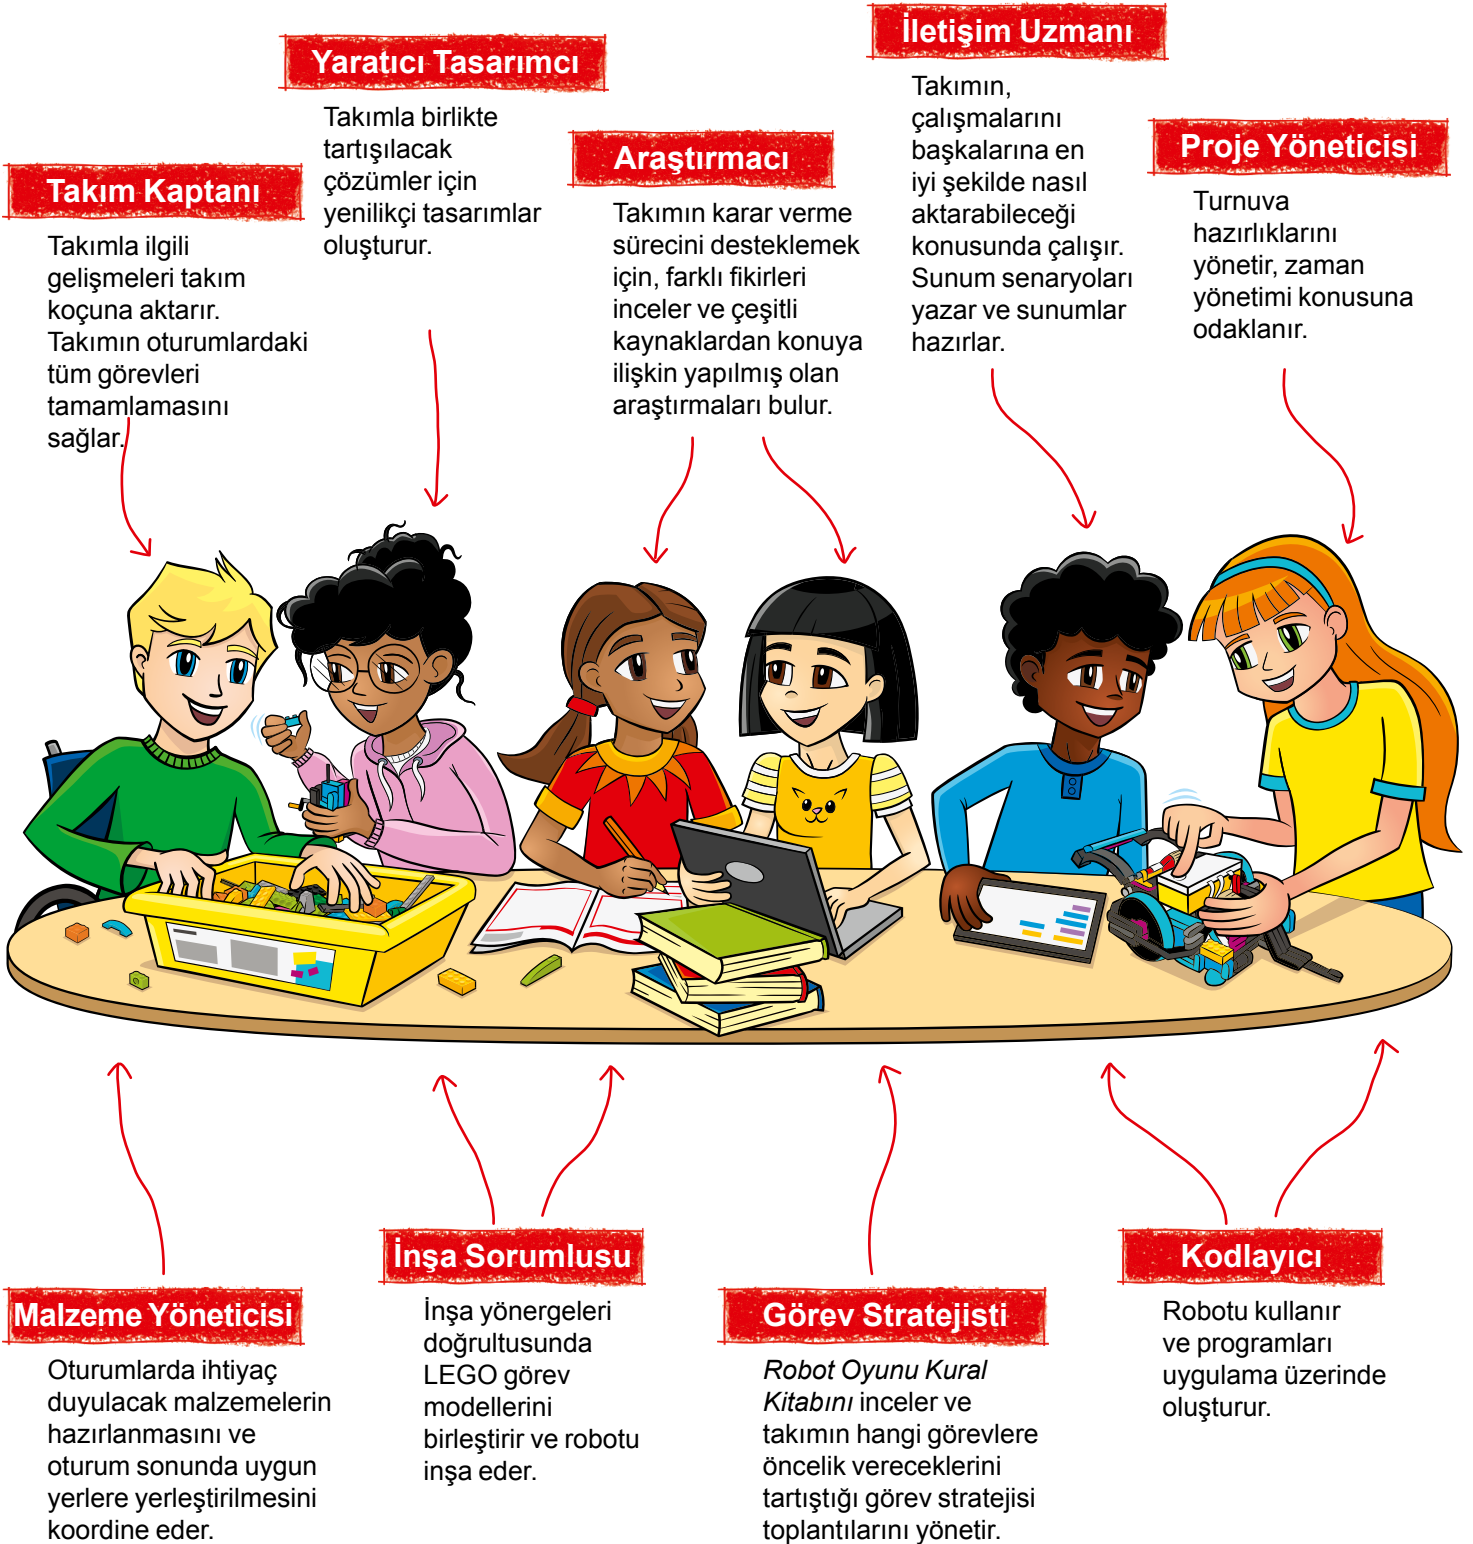 Takım Kaptanı
Takımla ilgili
gelişmeleri takım
koçuna aktarır.
Takımın oturumlardaki
tüm görevleri
tamamlamasını
sağlar.
Yaratıcı Tasarımcı
Takımla birlikte
tartışılacak
çözümler için
yenilikçi tasarımlar
oluşturur.
Araştırmacı
Takımın karar verme
sürecini desteklemek
için, farklı fikirleri
inceler ve çeşitli
kaynaklardan konuya
ilişkin yapılmış olan
araştırmaları bulur.
İletişim Uzmanı
Takımın,
çalışmalarını
başkalarına en
iyi şekilde nasıl
aktarabileceği
konusunda çalışır.
Sunum senaryoları
yazar ve sunumlar
hazırlar.
Proje Yöneticisi
Turnuva
hazırlıklarını
yönetir, zaman
yönetimi konusuna
odaklanır.
Malzeme Yöneticisi
Oturumlarda ihtiyaç
duyulacak malzemelerin
hazırlanmasını ve
oturum sonunda uygun
yerlere yerleştirilmesini
koordine eder.
İnşa Sorumlusu
İnşa yönergeleri
doğrultusunda
LEGO görev
modellerini
birleştirir ve robotu
inşa eder.
Görev Stratejisti
Robot Oyunu Kural
Kitabını inceler ve
takımın hangi görevlere
öncelik vereceklerini
tartıştığı görev stratejisi
toplantılarını yönetir.
Kodlayıcı
Robotu kullanır
ve programları
uygulama üzerinde
oluşturur.